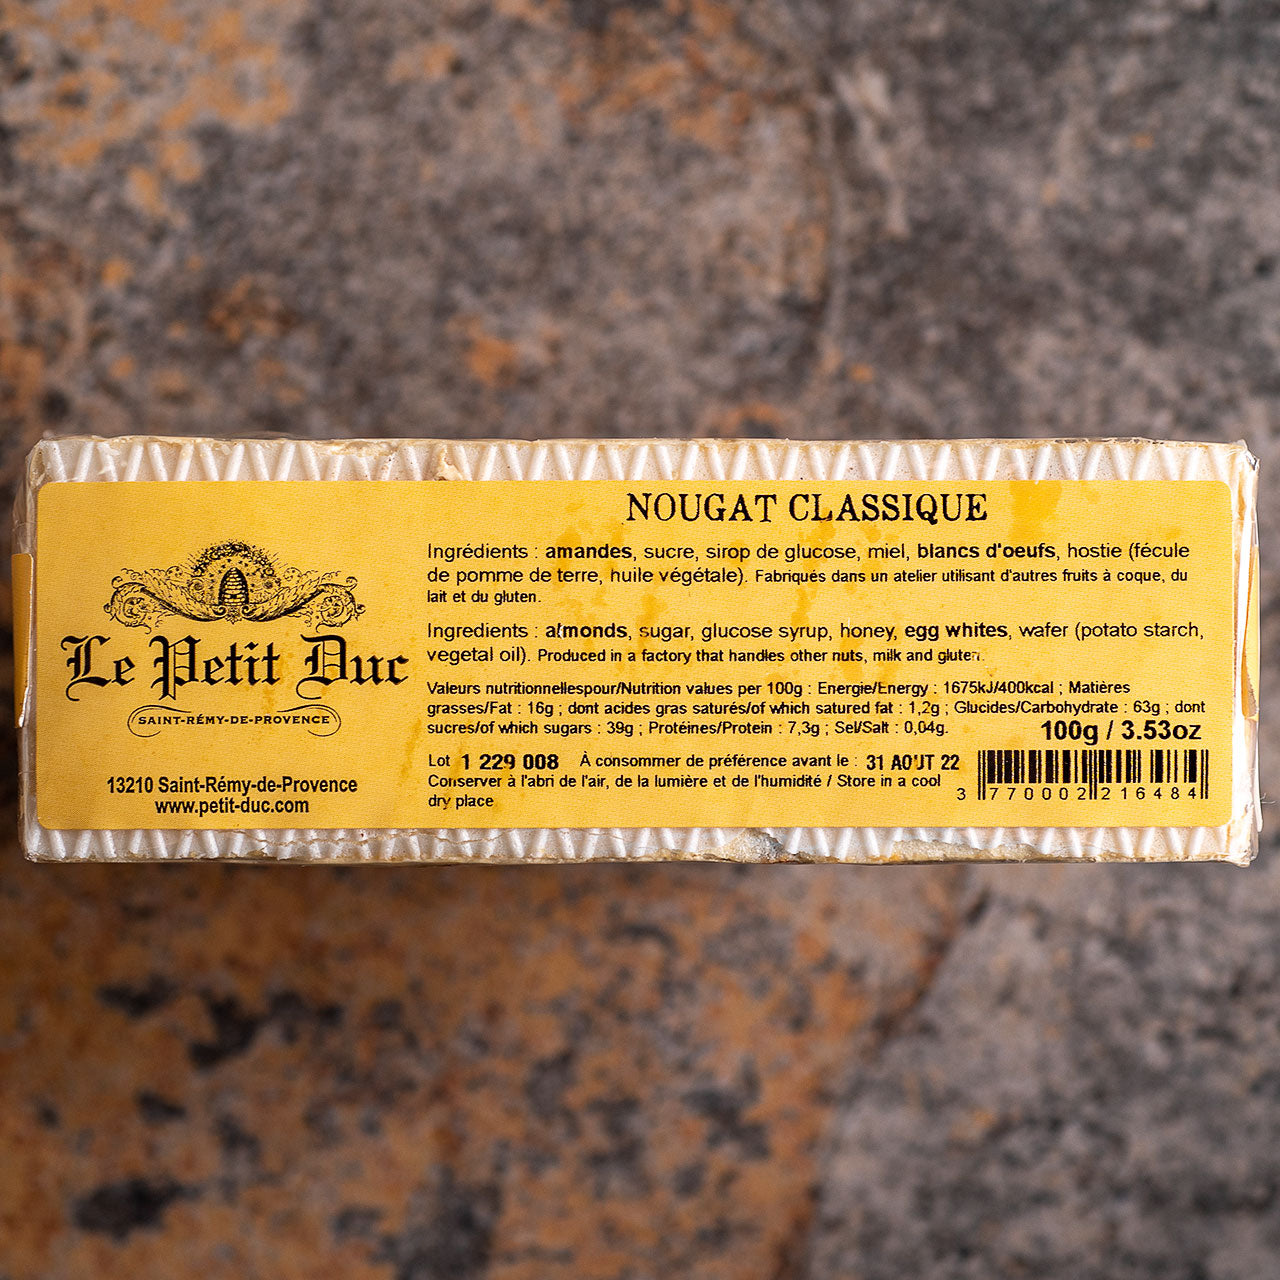 Le Petit Duc
SAINT-RÉMY-DE-PROVENCE
13210 Saint-Rémy-de-Provence
www.petit-duc.com
NOUGAT CLASSIQUE
Ingrédients : amandes, sucre, sirop de glucose, miel, blancs d'oeufs, hostie (fécule
de pomme de terre, huile végétale). Fabriqués dans un atelier utilisant d'autres fruits à coque, du
lait et du gluten.
Ingredients : almonds, sugar, glucose syrup, honey, egg whites, wafer (potato starch,
vegetal oil). Produced in a factory that handles other nuts, milk and gluten.
Valeurs nutritionnellespour/Nutrition values per 100g : Energie/Energy : 1675kJ/400kcal ; Matières
grasses/Fat : 16g ; dont acides gras saturés/of which satured fat : 1,2g ; Glucides/Carbohydrate : 63g ; dont
sucres/of which sugars : 39g ; Protéines/Protein : 7,3g ; Sel/Salt : 0,04g.
100g / 3.53oz
Lot 1 229 008 À consommer de préférence avant le : 31 AOUT 22
Conserver à l'abri de l'air, de la lumière et de l'humidité / Store in a cool
dry place
3 770002 216484